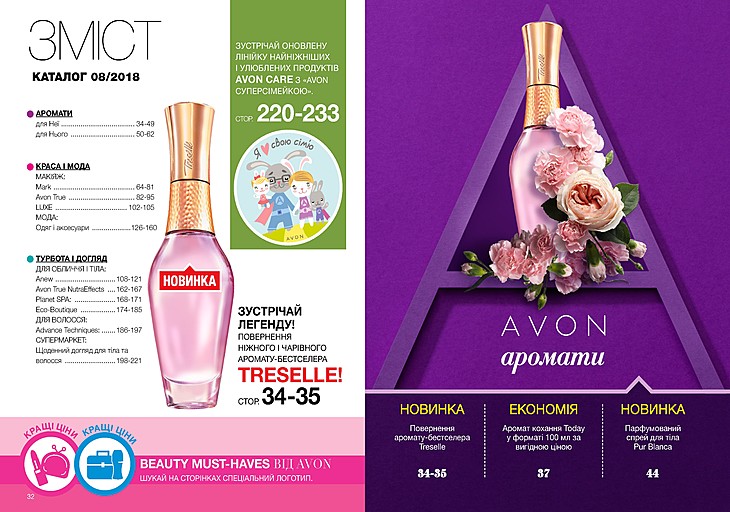 ЗМІСТ
КАТАЛОГ 08/2018
АРОМАТИ
для Неї ........ 34-49
для Нього ........ 50-62
КРАСА І МОДА
МАКІЯЖ:
Mark ........ 64-81
Avon True ........ 82-95
LUXE ........ 102-105
МОДА:
Одяг і аксесуари ........ 126-160
ТУРБОТА І ДОГЛЯД
ДЛЯ ОБЛИЧЧЯ І ТІЛА:
Anew ........ 108-121
Avon True NutraEffects .... 162-167
Planet SPA: ........ 168-171
Eco-Boutique ........ 174-185
ДЛЯ ВОЛОССЯ:
Advance Techniques: ...... 186-197
СУПЕРМАРКЕТ:
Щоденний догляд для тіла та
волосся ........ 198-221
Treselle
НОВИНКА
ЗУСТРІЧАЙ ОНОВЛЕНУ
ЛІНІЙКУ НАЙНІЖНІШИХ
І УЛЮБЛЕНИХ ПРОДУКТІВ
AVON CARE З «AVON
СУПЕРСІМЕЙКОЮ».
СТОР. 220-233
Я свою сім'ю
AVON
ЗУСТРІЧАЙ
ЛЕГЕНДУ!
ПОВЕРНЕННЯ
НІЖНОГО І ЧАРІВНОГО
АРОМАТУ-БЕСТСЕЛЕРА
TRESELLE!
СТОР. 34-35
КРАЩІ ЦІНИ
КРАЩІ ЦІНИ
BEAUTY MUST-HAVES ВІД AVON
ШУКАЙ НА СТОРІНКАХ СПЕЦІАЛЬНИЙ ЛОГОТИП.
32
Treselle
AVON
аромати
НОВИНКА
Повернення
аромату-бестселера
Treselle
34-35
ЕКОНОМІЯ
Аромат кохання Today
у форматі 100 мл за
вигідною ціною
37
НОВИНКА
Парфумований
спрей для тіла
Pur Blanca
44